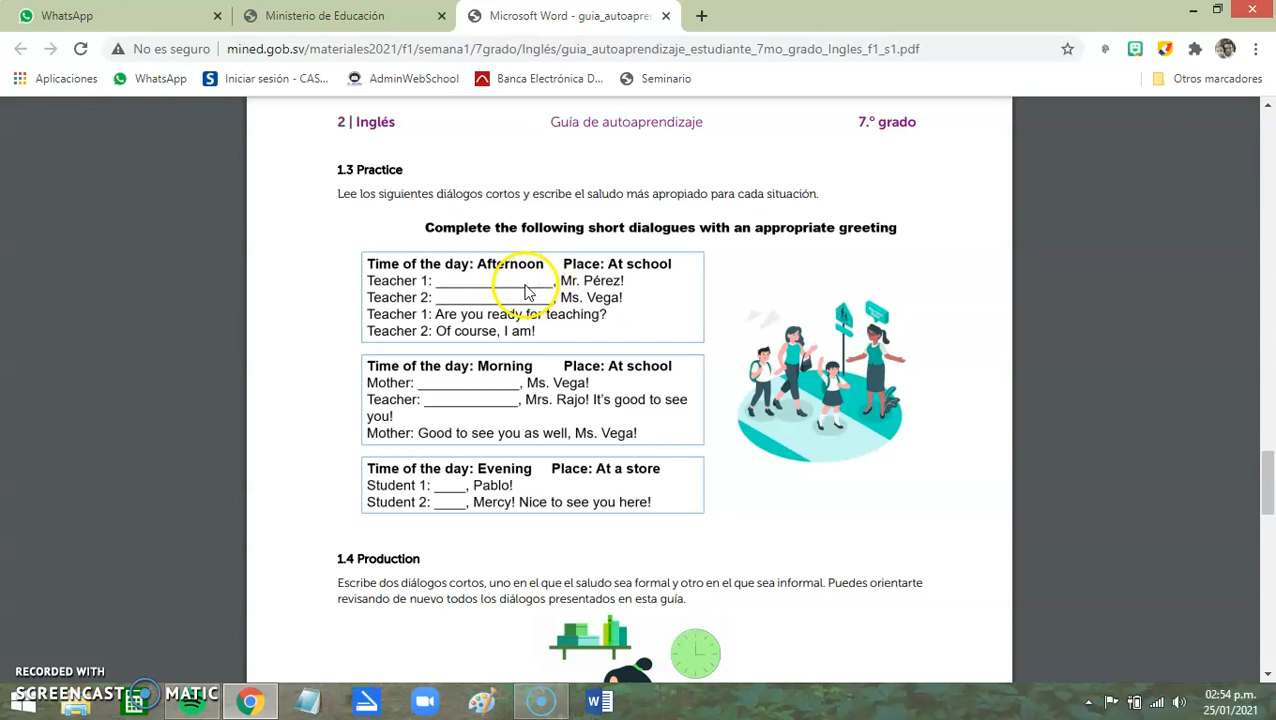 WhatsApp
Ministerio de Educación
Microsoft Word - guia_autoapren
No es seguro | mined.gob.sv/materiales2021/f1/semana1/7grado/Inglés/guia_autoaprendizaje_estudiante_7mo_grado_Ingles_f1_s1.pdf
Aplicaciones WhatsApp Iniciar sesión - CAS... AdminWebSchool Banca Electrónica D... Seminario Otros marcadores
2 | Inglés Guía de autoaprendizaje 7.º grado
1.3 Practice
Lee los siguientes diálogos cortos y escribe el saludo más apropiado para cada situación.
Complete the following short dialogues with an appropriate greeting
Time of the day: Afternoon Place: At school
Teacher 1: _______________, Mr. Pérez!
Teacher 2: _______________, Ms. Vega!
Teacher 1: Are you ready for teaching?
Teacher 2: Of course, I am!
Time of the day: Morning Place: At school
Mother: _____________, Ms. Vega!
Teacher: ____________, Mrs. Rajo! It's good to see
you!
Mother: Good to see you as well, Ms. Vega!
Time of the day: Evening Place: At a store
Student 1: ____, Pablo!
Student 2: ____, Mercy! Nice to see you here!
1.4 Production
Escribe dos diálogos cortos, uno en el que el saludo sea formal y otro en el que sea informal. Puedes orientarte
revisando de nuevo todos los diálogos presentados en esta guía.
RECORDED WITH
SCREENCAST MATIC
02:54 p.m.
25/01/2021